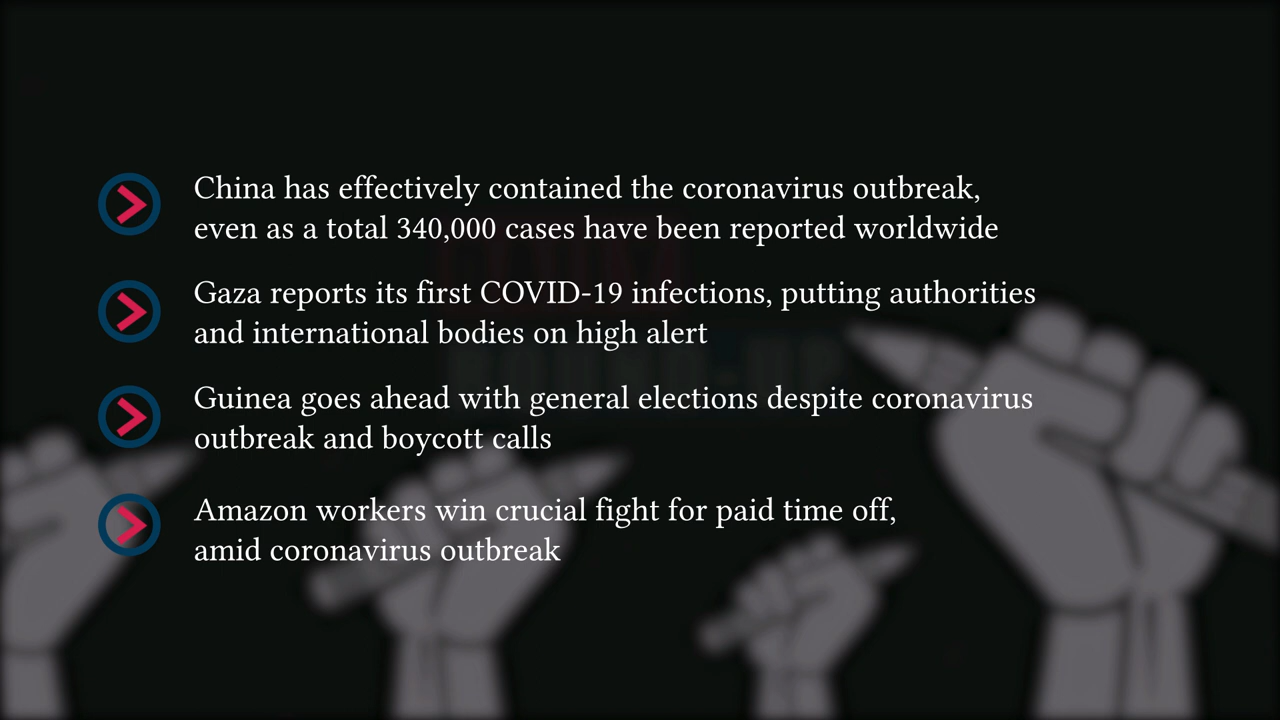 China has effectively contained the coronavirus outbreak,
even as a total 340,000 cases have been reported worldwide
Gaza reports its first COVID-19 infections, putting authorities
and international bodies on high alert
Guinea goes ahead with general elections despite coronavirus
outbreak and boycott calls
Amazon workers win crucial fight for paid time off,
amid coronavirus outbreak